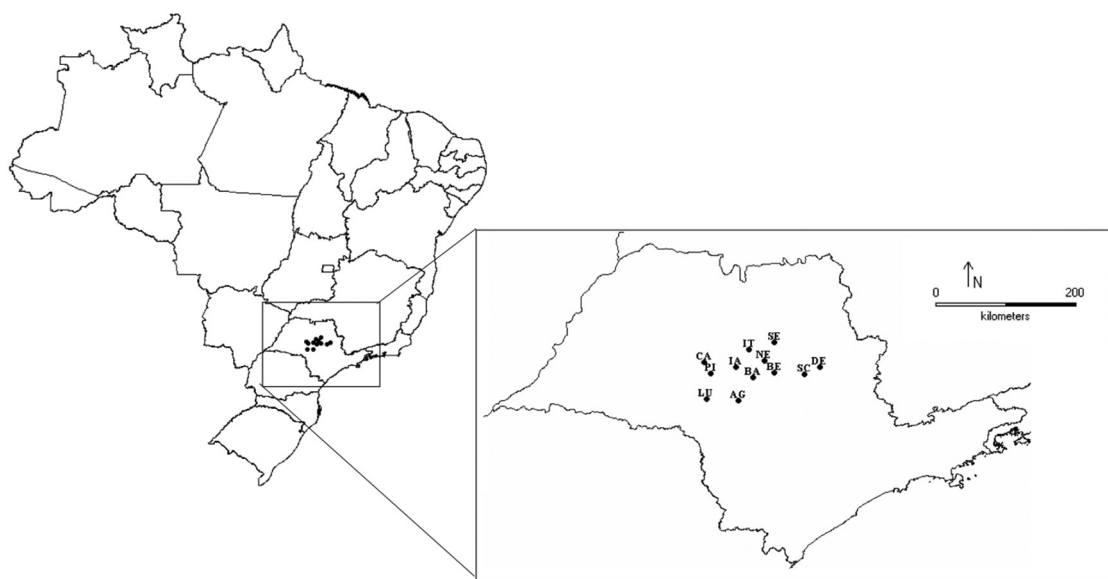 N
0 200
kilometers
SE
IT
CA IA NE DE
PI BA BE SC
LU AG